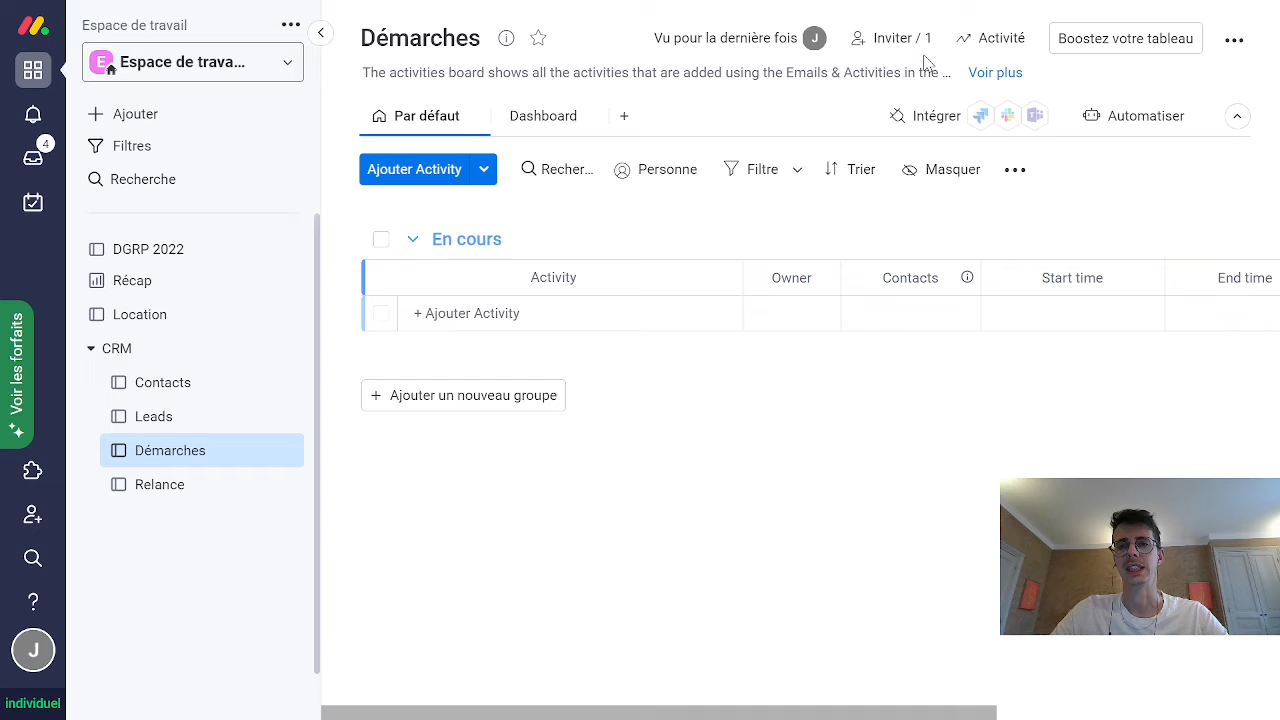 Espace de travail
E Espace de trava...
Ajouter
Filtres
Recherche
DGRP 2022
Récap
Location
CRM
Contacts
Leads
Démarches
Relance
4
Voir les forfaits
J
individuel
Démarches
Vu pour la dernière fois J
Inviter / 1
Activité
Boostez votre tableau
The activities board shows all the activities that are added using the Emails & Activities in the ... Voir plus
Par défaut
Dashboard
+
Intégrer
Automatiser
Ajouter Activity
Recher...
Personne
Filtre
Trier
Masquer
En cours
Activity Owner Contacts Start time End time
+ Ajouter Activity
+ Ajouter un nouveau groupe